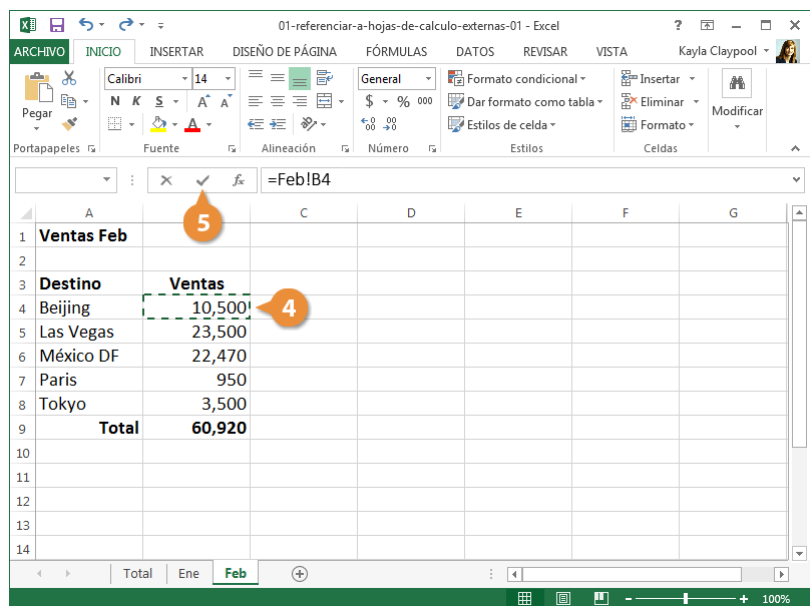 01-referenciar-a-hojas-de-calculo-externas-01 - Excel
ARCHIVO INICIO INSERTAR DISEÑO DE PÁGINA FÓRMULAS DATOS REVISAR VISTA Kayla Claypool
Pegar
Calibri 14
N K S A A
A
General
$ % 000
Formato condicional
Dar formato como tabla
Estilos de celda
Insertar
Eliminar
Formato
Modificar
Portapapeles Fuente Alineación Número Estilos Celdas
fx =Feb!B4
5
A C D E F G
1 Ventas Feb
2
3 Destino Ventas
4 Beijing 10,500 4
5 Las Vegas 23,500
6 México DF 22,470
7 Paris 950
8 Tokyo 3,500
9 Total 60,920
10
11
12
13
14
Total Ene Feb
100%